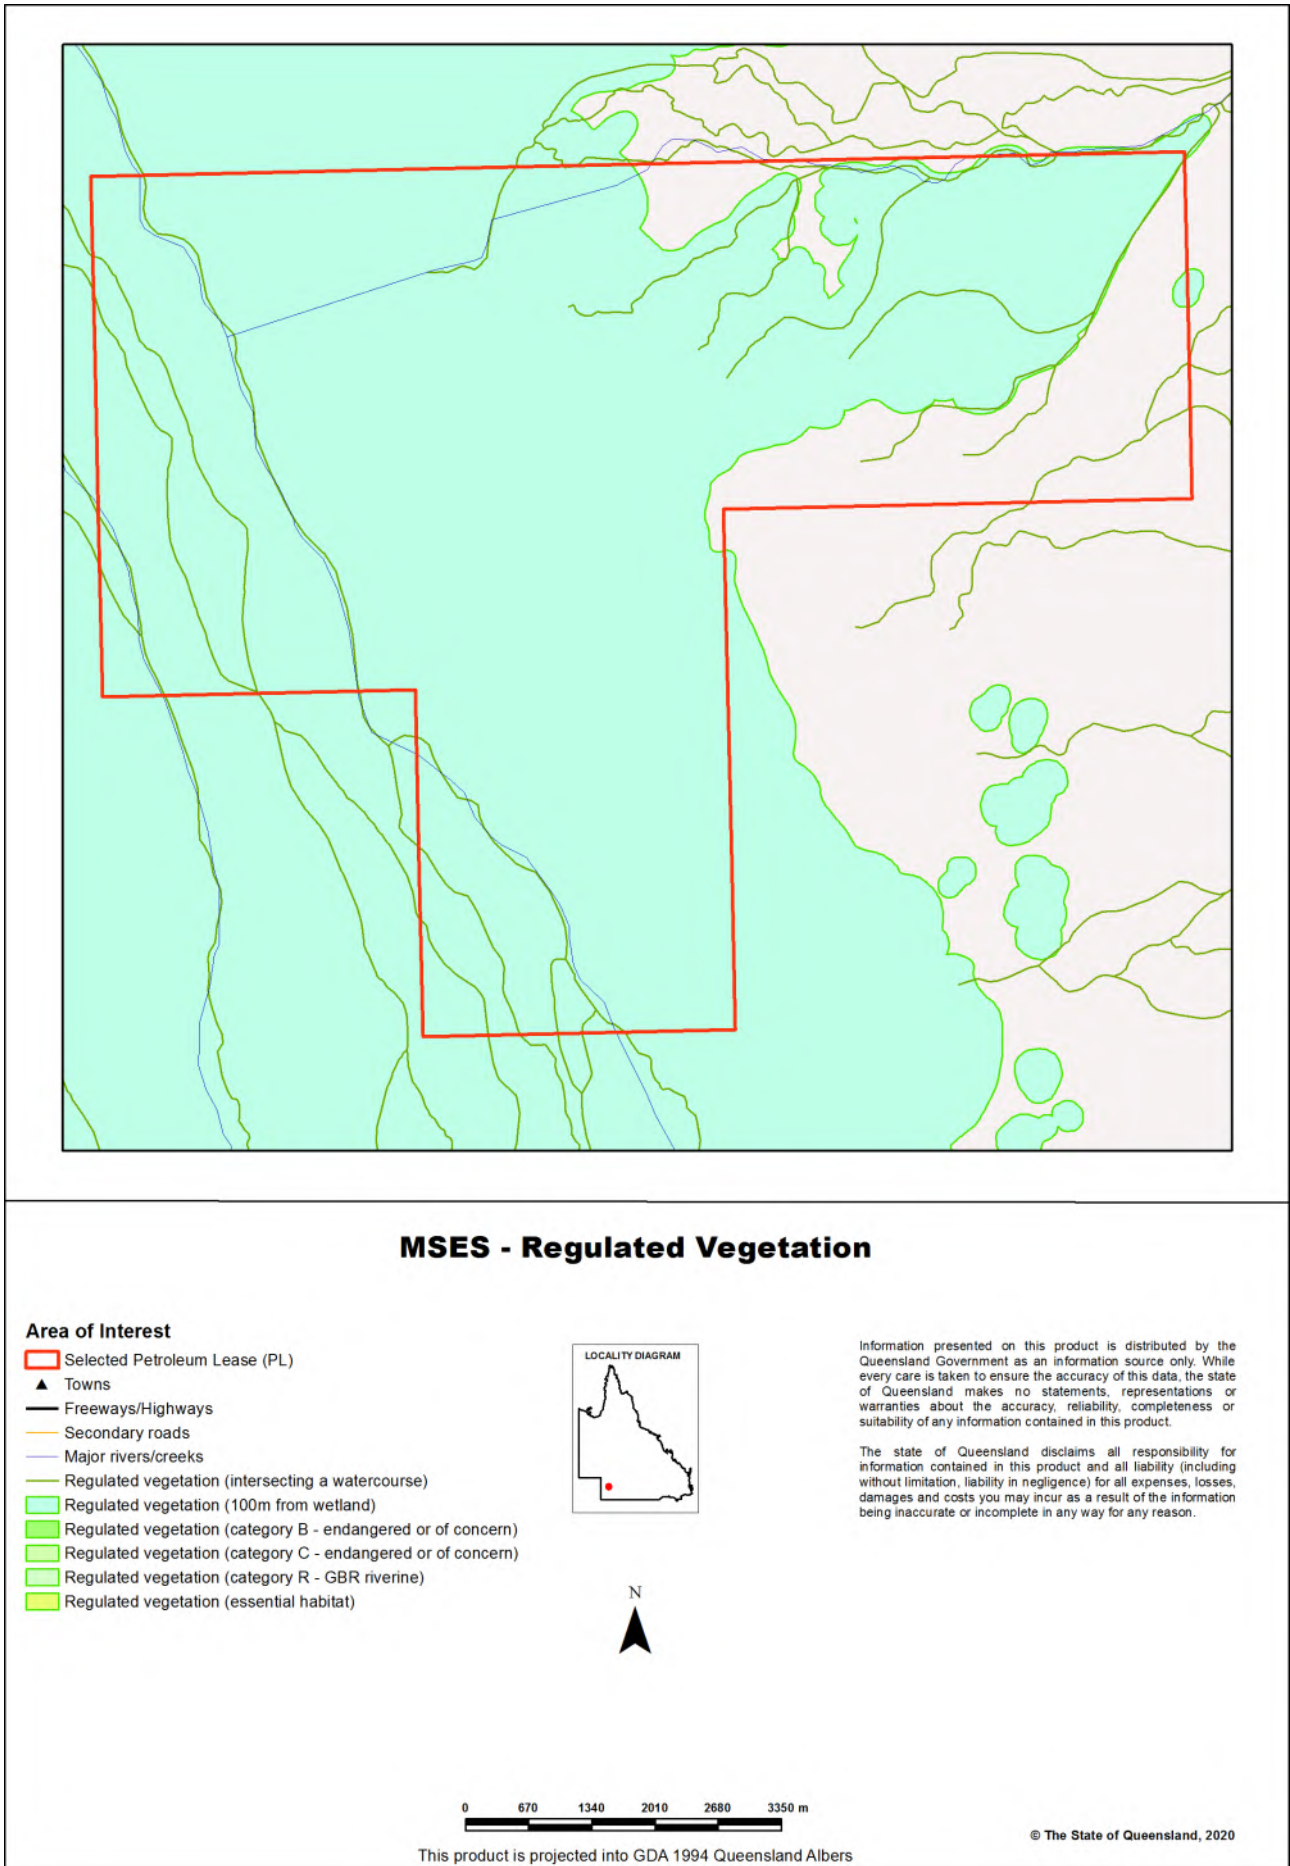 MSES - Regulated Vegetation
Area of Interest
Selected Petroleum Lease (PL)
Towns
Freeways/Highways
Secondary roads
Major rivers/creeks
Regulated vegetation (intersecting a watercourse)
Regulated vegetation (100m from wetland)
Regulated vegetation (category B - endangered or of concern)
Regulated vegetation (category C - endangered or of concern)
Regulated vegetation (category R - GBR riverine)
Regulated vegetation (essential habitat)
LOCALITY DIAGRAM
N
Information presented on this product is distributed by the
Queensland Government as an information source only. While
every care is taken to ensure the accuracy of this data, the state
of Queensland makes no statements, representations or
warranties about the accuracy, reliability, completeness or
suitability of any information contained in this product.
The state of Queensland disclaims all responsibility for
information contained in this product and all liability (including
without limitation, liability in negligence) for all expenses, losses,
damages and costs you may incur as a result of the information
being inaccurate or incomplete in any way for any reason.
0 670 1340 2010 2680 3350 m
This product is projected into GDA 1994 Queensland Albers
© The State of Queensland, 2020